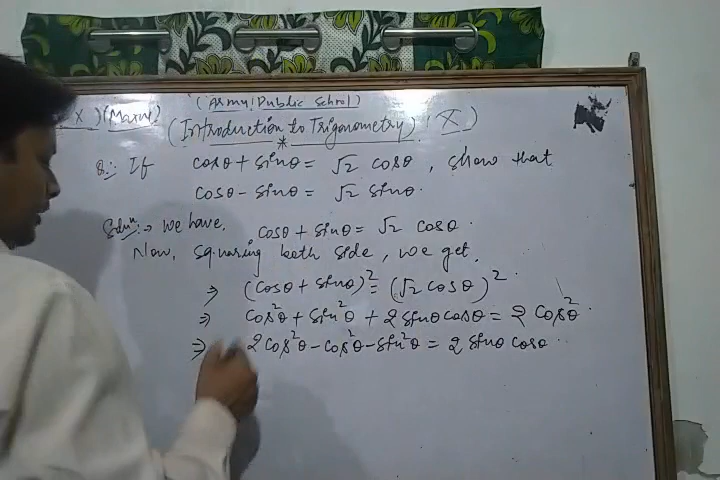 (Army Public School)
X) (Maths) (Introduction to Trigonometry) (X)
*
Q.:- If cosθ + sinθ = √2 cosθ, show that
cosθ - sinθ = √2 sinθ.
Soluⁿ:→ we have, cosθ + sinθ = √2 cosθ.
Now, squaring both side, we get.
⇒ (cosθ + sinθ)² = (√2 cosθ)².
⇒ cos²θ + sin²θ + 2 sinθ cosθ = 2 cos²θ.
⇒ 2cos²θ - cos²θ - sin²θ = 2 sinθ cosθ.